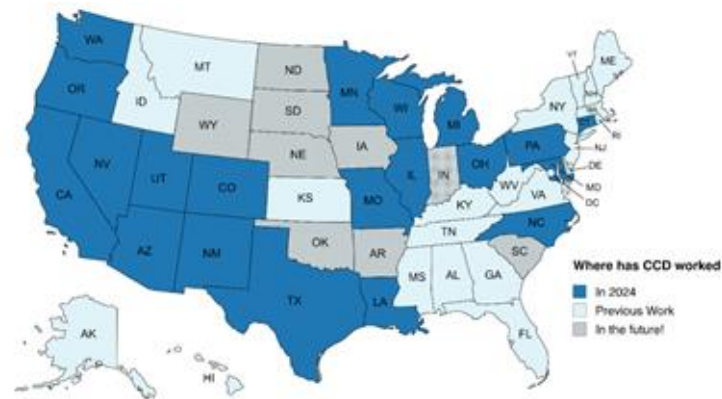 WA
MT
ND
MN
OR
ID
WY
SD
WI
MI
NY
VT
NH
ME
RI
NJ
DE
MD
DC
NV
UT
CO
NE
IA
IL
IN
OH
PA
CA
AZ
NM
KS
MO
KY
WV
VA
OK
AR
TN
NC
SC
TX
LA
MS
AL
GA
FL
AK
HI
Where has CCD worked
In 2024
Previous Work
In the future!